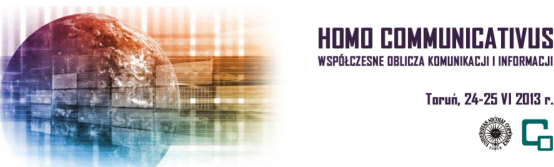 HOMO COMMUNICATIVUS
WSPÓŁCZESNE OBLICZA KOMUNIKACJI I INFORMACJI
Toruń, 24-25 VI 2013 r.